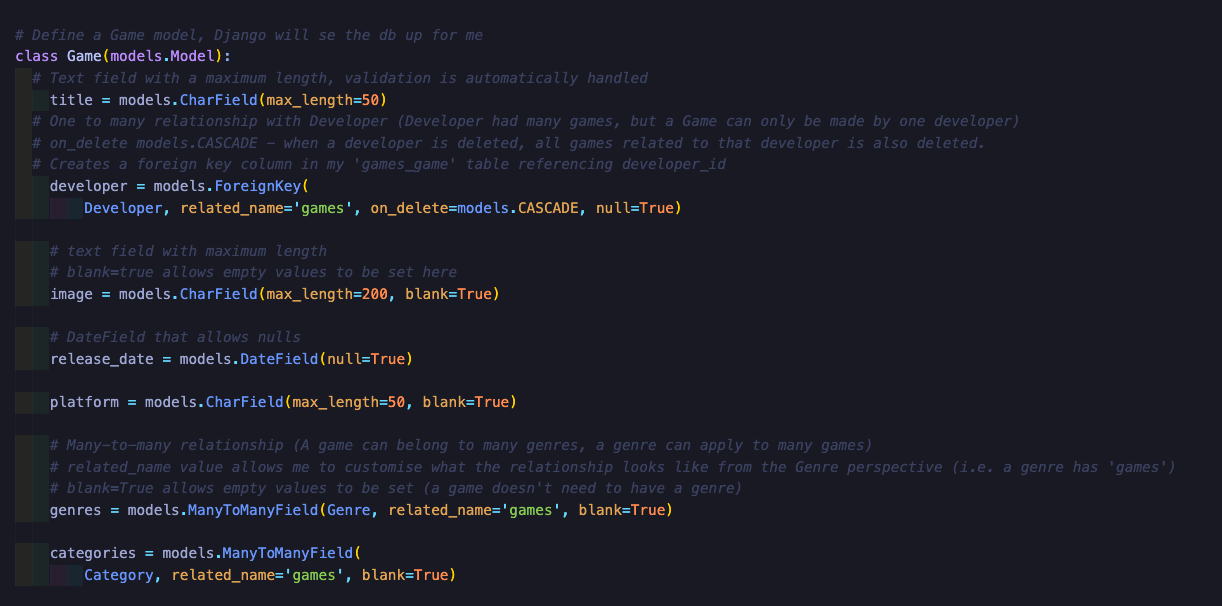 # Define a Game model, Django will se the db up for me
class Game(models.Model):
# Text field with a maximum length, validation is automatically handled
title = models.CharField(max_length=50)
# One to many relationship with Developer (Developer had many games, but a Game can only be made by one developer)
# on_delete models.CASCADE - when a developer is deleted, all games related to that developer is also deleted.
# Creates a foreign key column in my 'games_game' table referencing developer_id
developer = models.ForeignKey(
Developer, related_name='games', on_delete=models.CASCADE, null=True)
# text field with maximum length
# blank=true allows empty values to be set here
image = models.CharField(max_length=200, blank=True)
# DateField that allows nulls
release_date = models.DateField(null=True)
platform = models.CharField(max_length=50, blank=True)
# Many-to-many relationship (A game can belong to many genres, a genre can apply to many games)
# related_name value allows me to customise what the relationship looks like from the Genre perspective (i.e. a genre has 'games')
# blank=True allows empty values to be set (a game doesn't need to have a genre)
genres = models.ManyToManyField(Genre, related_name='games', blank=True)
categories = models.ManyToManyField(
Category, related_name='games', blank=True)